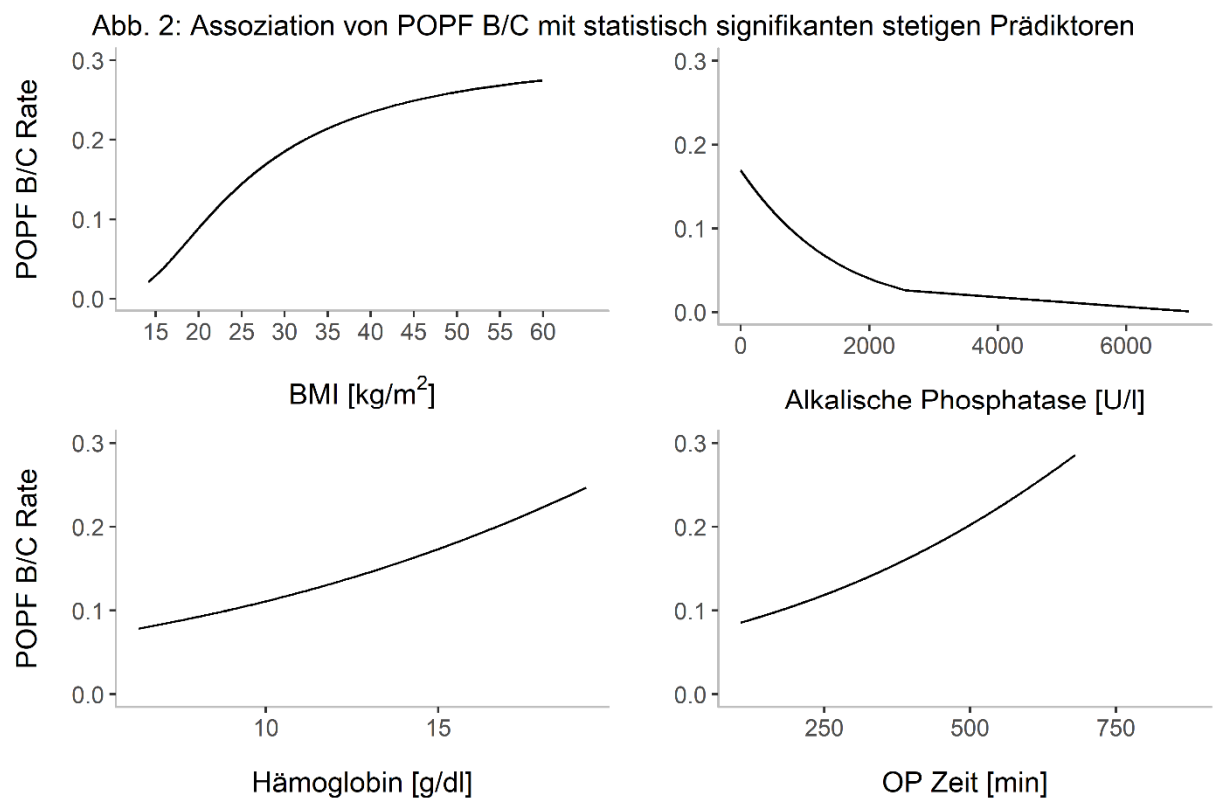 Abb. 2: Assoziation von POPF B/C mit statistisch signifikanten stetigen Prädiktoren
POPF B/C Rate
0.3
0.2
0.1
0.0
15 20 25 30 35 40 45 50 55 60
BMI [kg/m²]
0.3
0.2
0.1
0.0
0 2000 4000 6000
Alkalische Phosphatase [U/l]
POPF B/C Rate
0.3
0.2
0.1
0.0
10 15
Hämoglobin [g/dl]
0.3
0.2
0.1
0.0
250 500 750
OP Zeit [min]